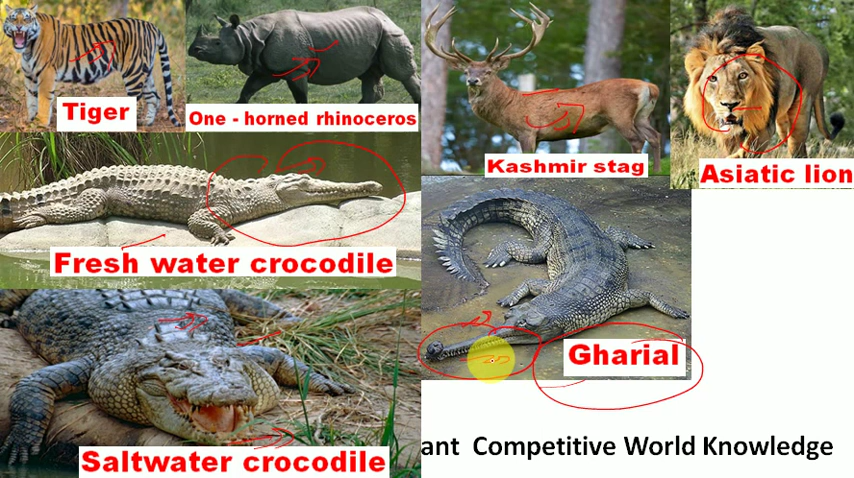 Tiger
One - horned rhinoceros
Kashmir stag
Asiatic lion
Fresh water crocodile
Gharial
ant Competitive World Knowledge
Saltwater crocodile